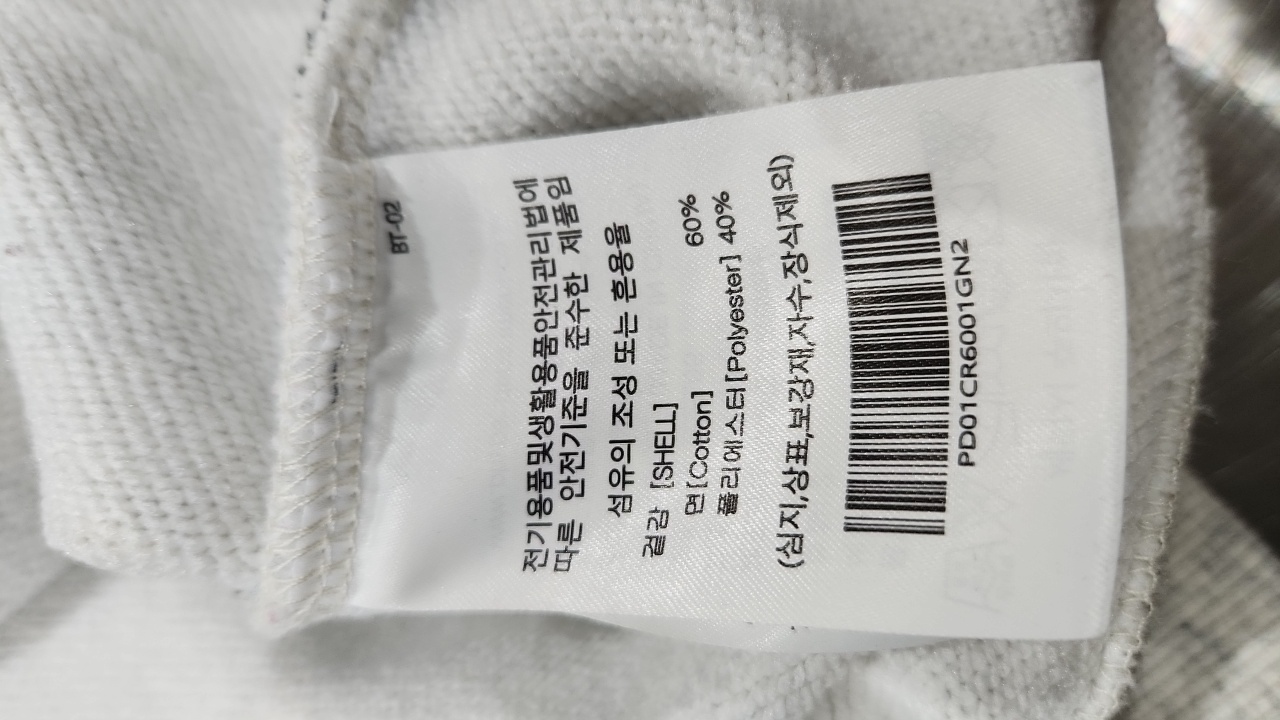 BT-02
전기용품및생활용품안전관리법에
따른 안전기준을 준수한 제품임
섬유의 조성 또는 혼용율
겉감 [SHELL]
면[Cotton] 60%
폴리에스터[Polyester] 40%
(심지,상표,보강재,자수,장식제외)
PD01CR6001GN2